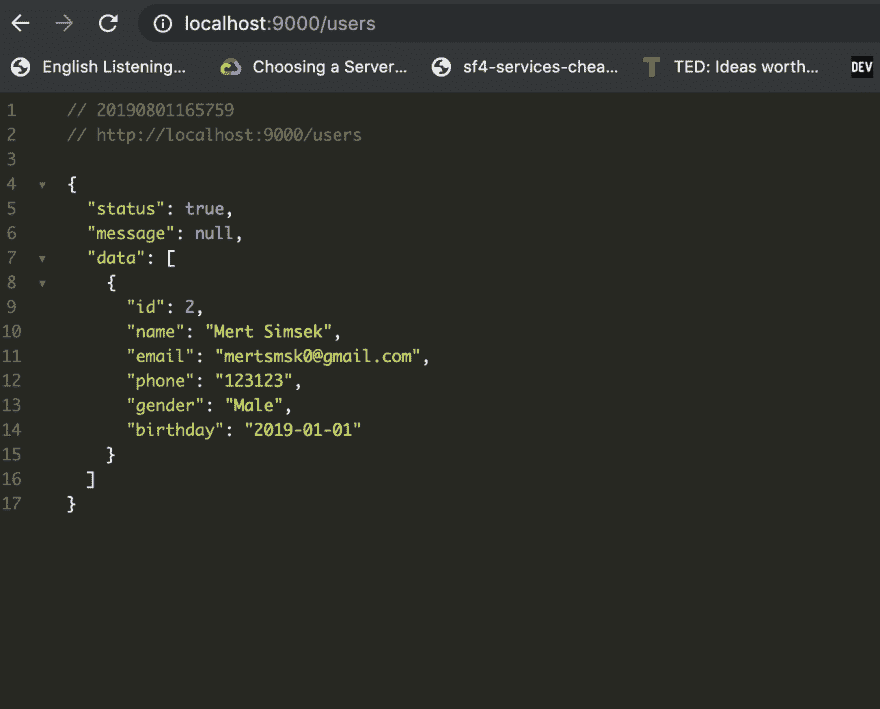 localhost:9000/users
English Listening... Choosing a Server... sf4-services-chea... T TED: Ideas worth... DEV
1 // 20190801165759
2 // http://localhost:9000/users
3
4 {
5 "status": true,
6 "message": null,
7 "data": [
8 {
9 "id": 2,
10 "name": "Mert Simsek",
11 "email": "mertsmsk0@gmail.com",
12 "phone": "123123",
13 "gender": "Male",
14 "birthday": "2019-01-01"
15 }
16 ]
17 }